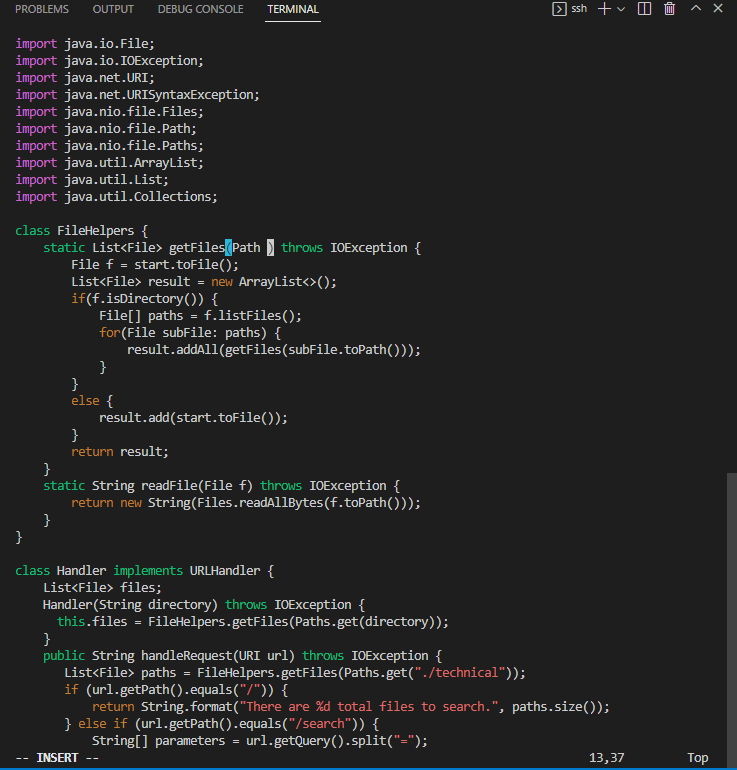 PROBLEMS OUTPUT DEBUG CONSOLE TERMINAL ssh
import java.io.File;
import java.io.IOException;
import java.net.URI;
import java.net.URISyntaxException;
import java.nio.file.Files;
import java.nio.file.Path;
import java.nio.file.Paths;
import java.util.ArrayList;
import java.util.List;
import java.util.Collections;

class FileHelpers {
    static List<File> getFiles(Path ) throws IOException {
        File f = start.toFile();
        List<File> result = new ArrayList<>();
        if(f.isDirectory()) {
            File[] paths = f.listFiles();
            for(File subFile: paths) {
                result.addAll(getFiles(subFile.toPath()));
            }
        }
        else {
            result.add(start.toFile());
        }
        return result;
    }
    static String readFile(File f) throws IOException {
        return new String(Files.readAllBytes(f.toPath()));
    }
}

class Handler implements URLHandler {
    List<File> files;
    Handler(String directory) throws IOException {
      this.files = FileHelpers.getFiles(Paths.get(directory));
    }
    public String handleRequest(URI url) throws IOException {
       List<File> paths = FileHelpers.getFiles(Paths.get("./technical"));
       if (url.getPath().equals("/")) {
           return String.format("There are %d total files to search.", paths.size());
       } else if (url.getPath().equals("/search")) {
           String[] parameters = url.getQuery().split("=");
-- INSERT -- 13,37 Top